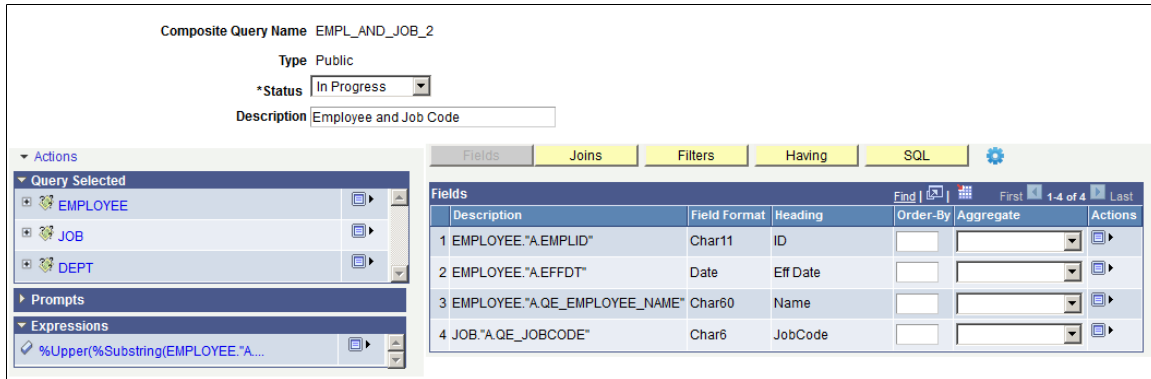 Composite Query Name EMPL_AND_JOB_2
Type Public
*Status In Progress
Description Employee and Job Code
Actions
Query Selected
EMPLOYEE
JOB
DEPT
Prompts
Expressions
%Upper(%Substring(EMPLOYEE."A....
Fields Joins Filters Having SQL
Fields Find | | First 1-4 of 4 Last
Description Field Format Heading Order-By Aggregate Actions
1 EMPLOYEE."A.EMPLID" Char11 ID
2 EMPLOYEE."A.EFFDT" Date Eff Date
3 EMPLOYEE."A.QE_EMPLOYEE_NAME" Char60 Name
4 JOB."A.QE_JOBCODE" Char6 JobCode